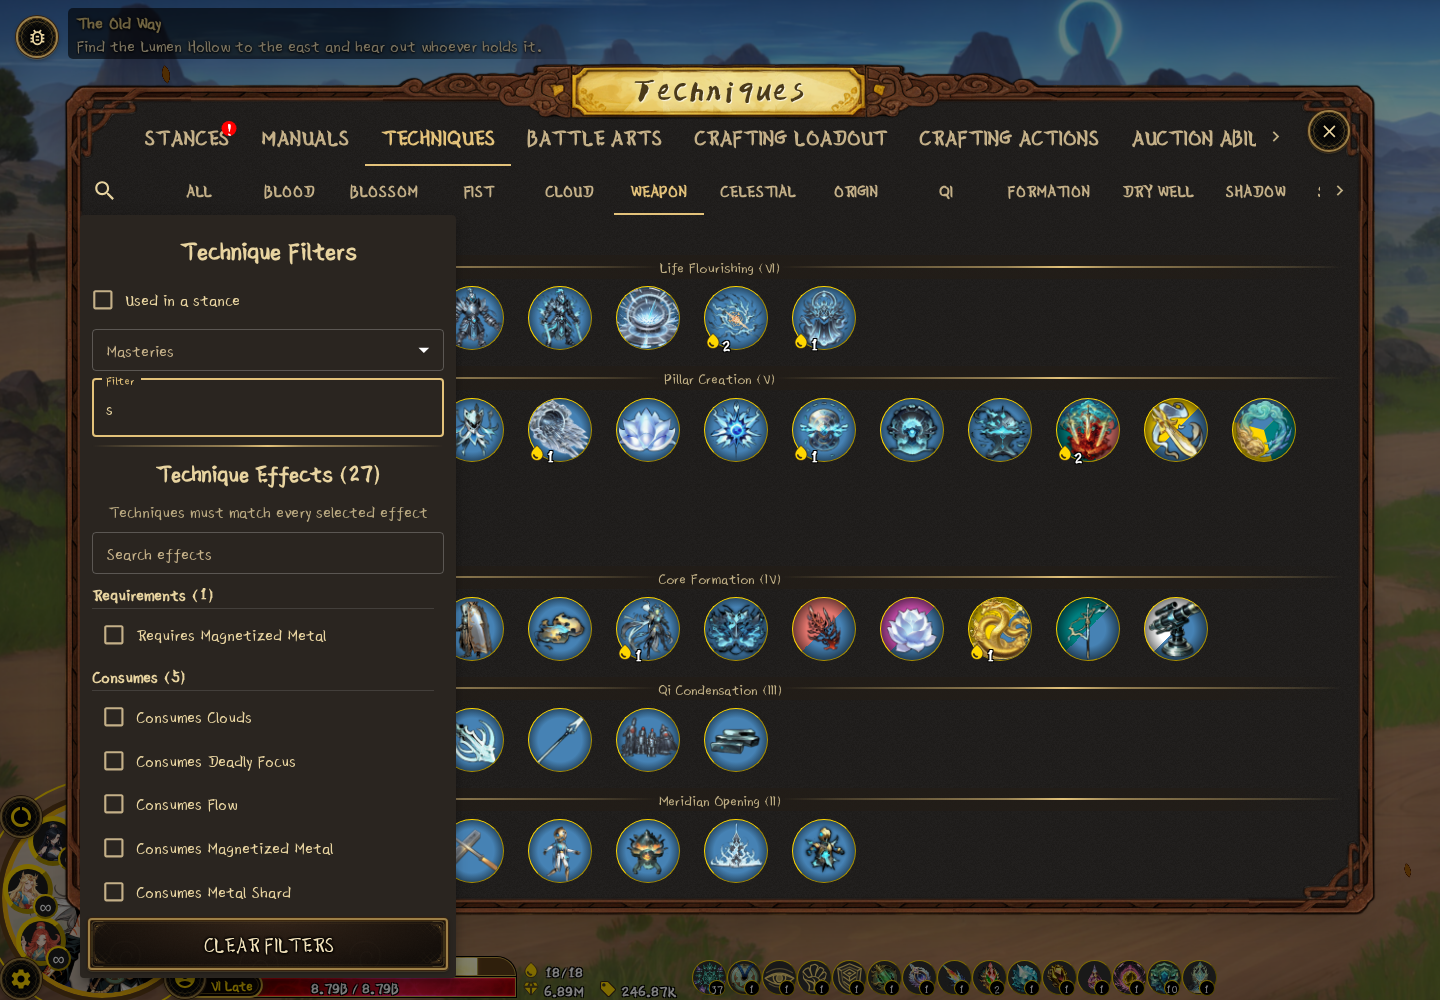 The Old Way
Find the Lumen Hollow to the east and hear out whoever holds it.
Techniques
STANCES
MANUALS
TECHNIQUES
BATTLE ARTS
CRAFTING LOADOUT
CRAFTING ACTIONS
AUCTION ABIL
ALL
BLOOD
BLOSSOM
FIST
CLOUD
WEAPON
CELESTIAL
ORIGIN
QI
FORMATION
DRY WELL
SHADOW
Technique Filters
Used in a stance
Masteries
Filter
s
Technique Effects (27)
Techniques must match every selected effect
Search effects
Requirements (1)
Requires Magnetized Metal
Consumes (5)
Consumes Clouds
Consumes Deadly Focus
Consumes Flow
Consumes Magnetized Metal
Consumes Metal Shard
CLEAR FILTERS
Life Flourishing (VI)
2
1
Pillar Creation (V)
1
1
2
Core Formation (IV)
1
1
Qi Condensation (III)
Meridian Opening (II)
∞
∞
VI Late
8.79B / 8.79B
18/18
6.89M
246.87K